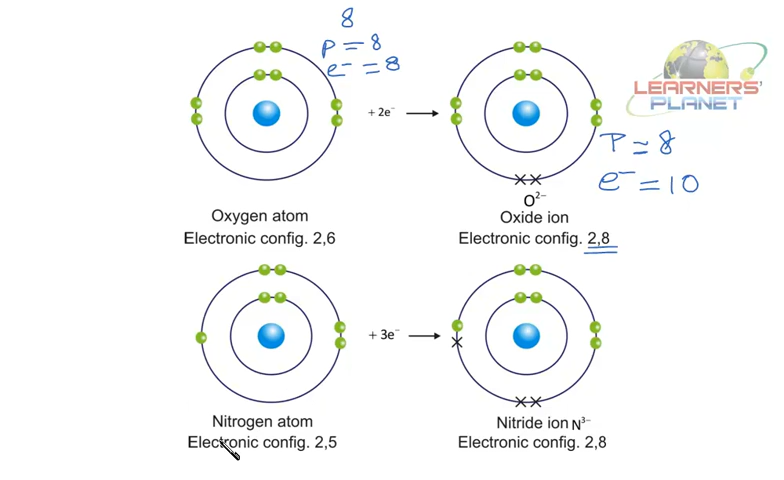 8
p = 8
e⁻ = 8
+ 2e⁻
LEARNERS'
PLANET
P = 8
e⁻ = 10
O²⁻
Oxygen atom
Electronic config. 2,6
Oxide ion
Electronic config. 2,8
+ 3e⁻
Nitrogen atom
Electronic config. 2,5
Nitride ion N³⁻
Electronic config. 2,8